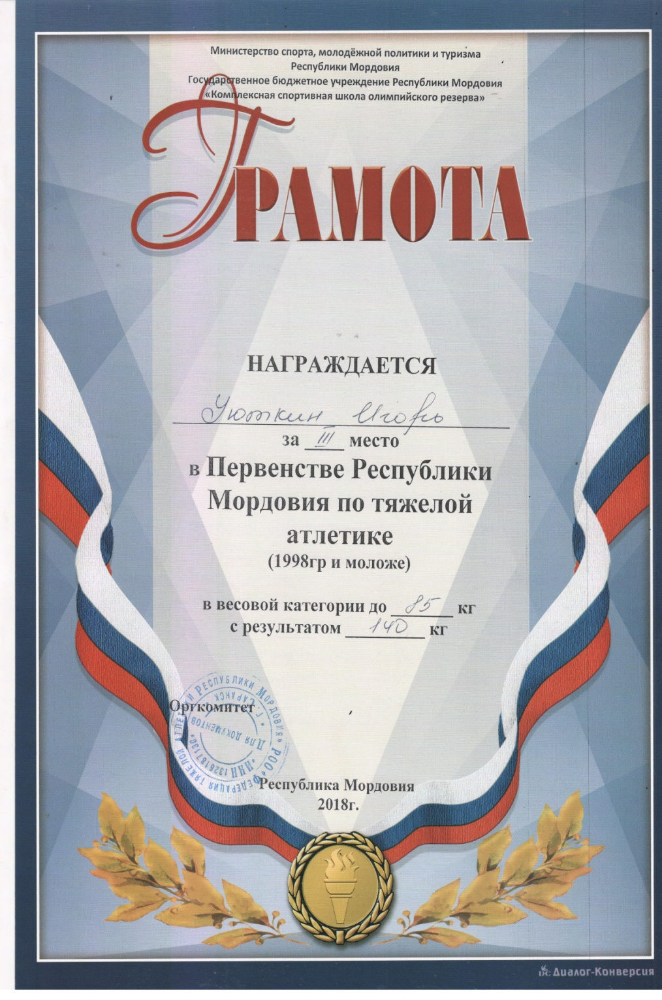 Министерство спорта, молодёжной политики и туризма
Республики Мордовия
Государственное бюджетное учреждение Республики Мордовия
«Комплексная спортивная школа олимпийского резерва»
ГРАМОТА
НАГРАЖДАЕТСЯ
Уюткин Игорь
за III место
в Первенстве Республики
Мордовия по тяжелой
атлетике
(1998гр и моложе)
в весовой категории до 85 кг
с результатом 140 кг
Оргкомитет
Республики Мордовия» РОО «Федерация тяжелой атлетики
г. Саранск
Для документов
ИНН 1326187130
Республика Мордовия
2018г.
DC Диалог-Конверсия